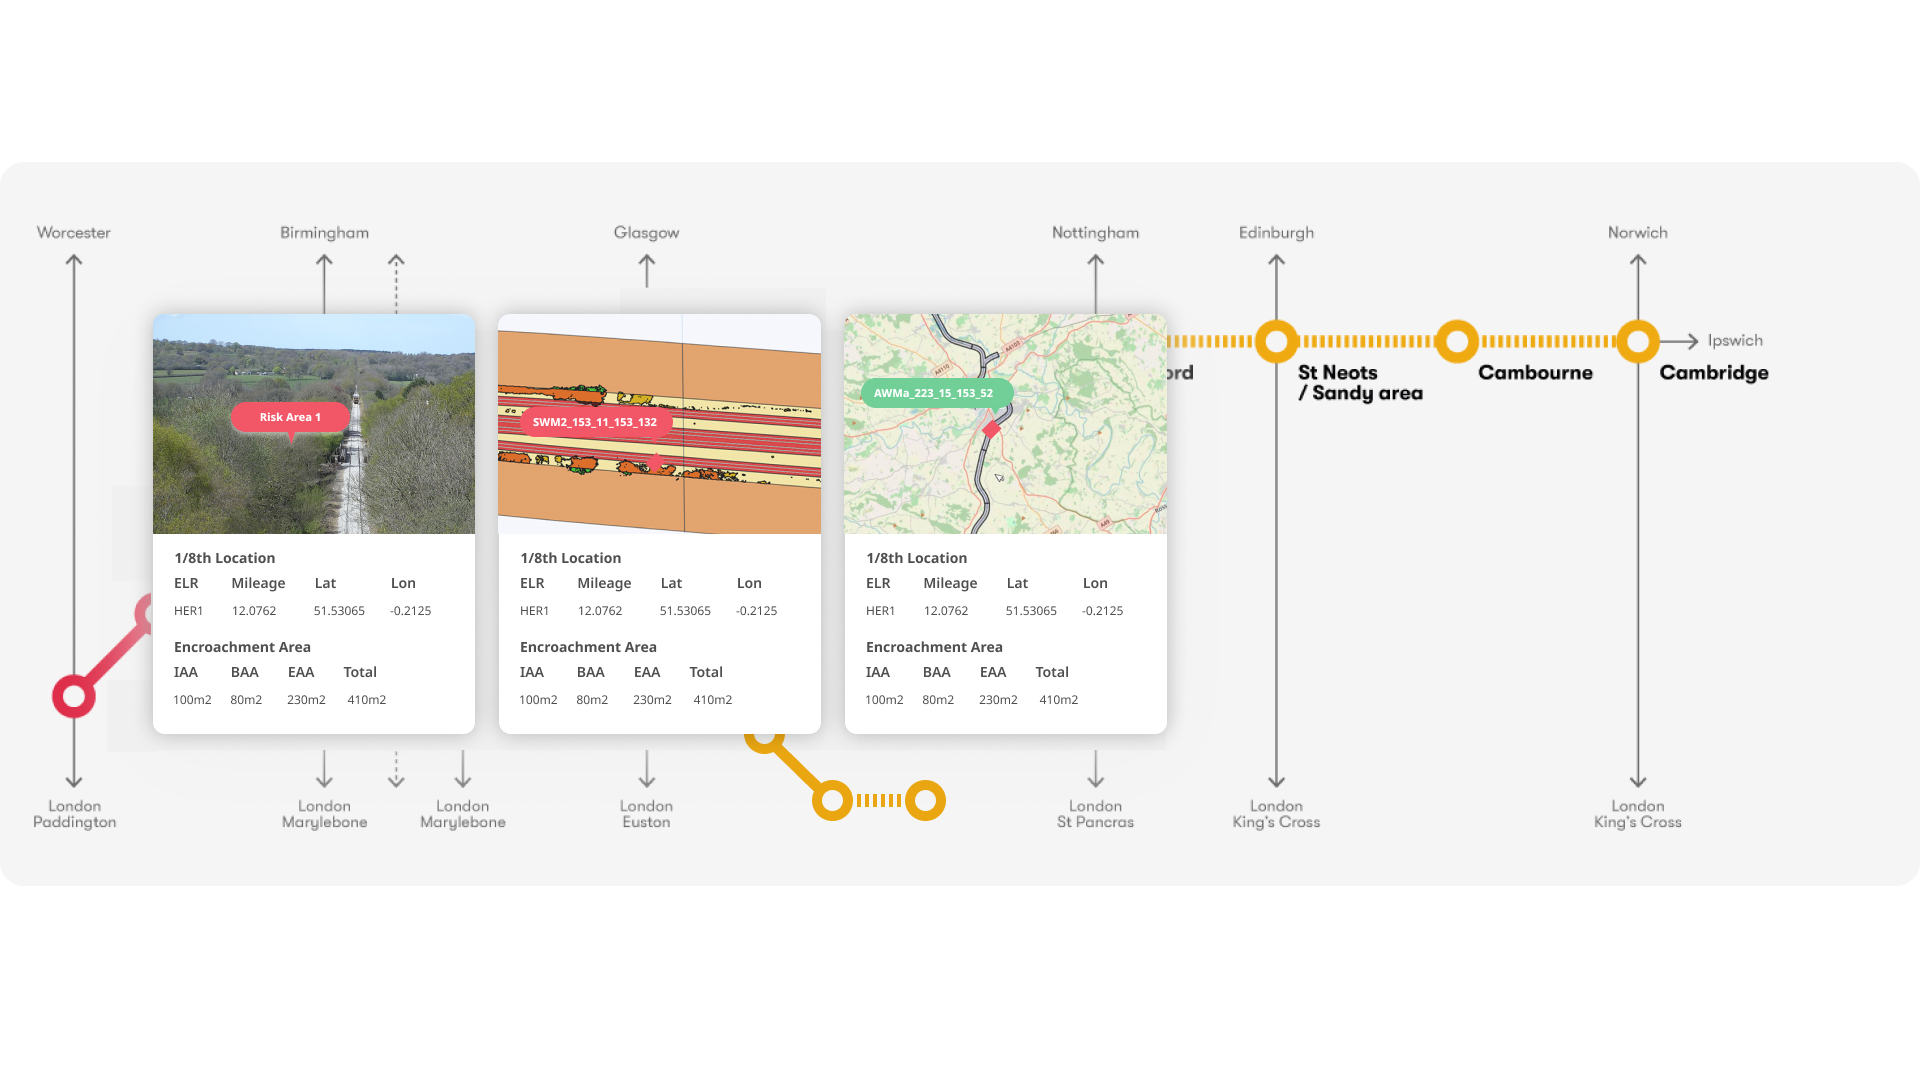 Worcester
Birmingham
Glasgow
Nottingham
Edinburgh
Norwich
Ipswich
ord
St Neots
/ Sandy area
Cambourne
Cambridge
Risk Area 1
1/8th Location
ELR Mileage Lat Lon
HER1 12.0762 51.53065 -0.2125
Encroachment Area
IAA BAA EAA Total
100m2 80m2 230m2 410m2
SWM2_153_11_153_132
1/8th Location
ELR Mileage Lat Lon
HER1 12.0762 51.53065 -0.2125
Encroachment Area
IAA BAA EAA Total
100m2 80m2 230m2 410m2
A4103
A4110
AWMa_223_15_153_52
A49
1/8th Location
ELR Mileage Lat Lon
HER1 12.0762 51.53065 -0.2125
Encroachment Area
IAA BAA EAA Total
100m2 80m2 230m2 410m2
London
Paddington
London
Marylebone
London
Marylebone
London
Euston
London
St Pancras
London
King's Cross
London
King's Cross